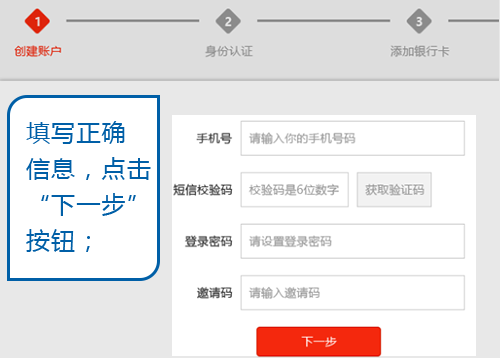 1
2
3
创建账户
身份认证
添加银行卡
填写正确
信息，点击
“下一步”
按钮；
手机号 请输入你的手机号码
短信校验码 校验码是6位数字 获取验证码
登录密码 请设置登录密码
邀请码 请输入邀请码
下一步